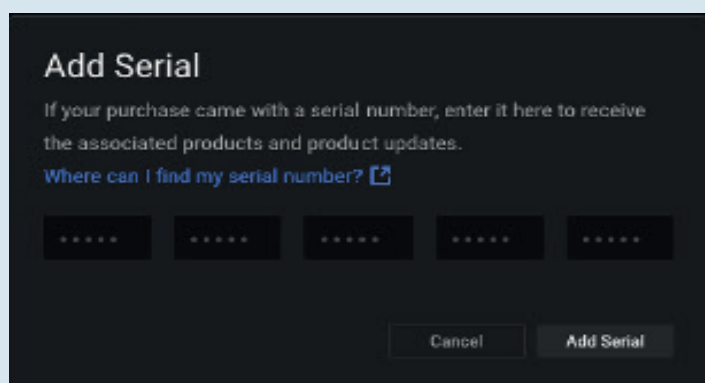 Add Serial
If your purchase came with a serial number, enter it here to receive
the associated products and product updates.
Where can I find my serial number?
***** ***** ***** ***** *****
Cancel Add Serial